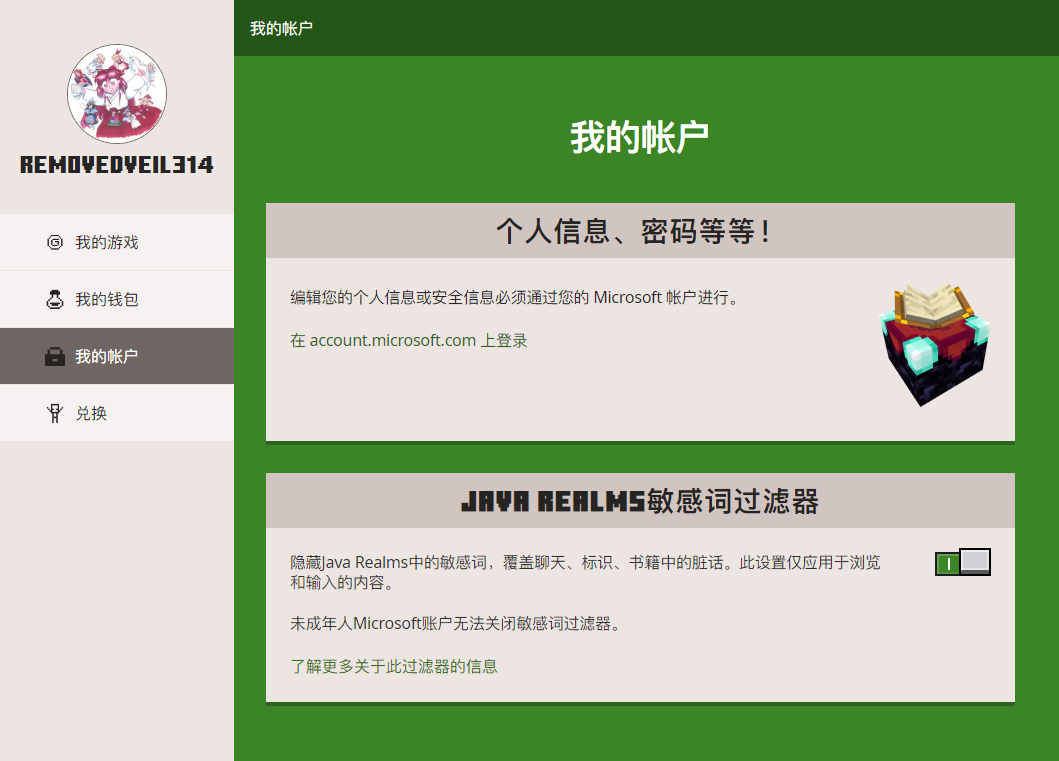 我的帐户
REMOVEDVEIL314
我的游戏
我的钱包
我的帐户
兑换
我的帐户
个人信息、密码等等！
编辑您的个人信息或安全信息必须通过您的 Microsoft 帐户进行。
在 account.microsoft.com 上登录
JAVA REALMS敏感词过滤器
隐藏Java Realms中的敏感词，覆盖聊天、标识、书籍中的脏话。此设置仅应用于浏览
和输入的内容。
未成年人Microsoft账户无法关闭敏感词过滤器。
了解更多关于此过滤器的信息